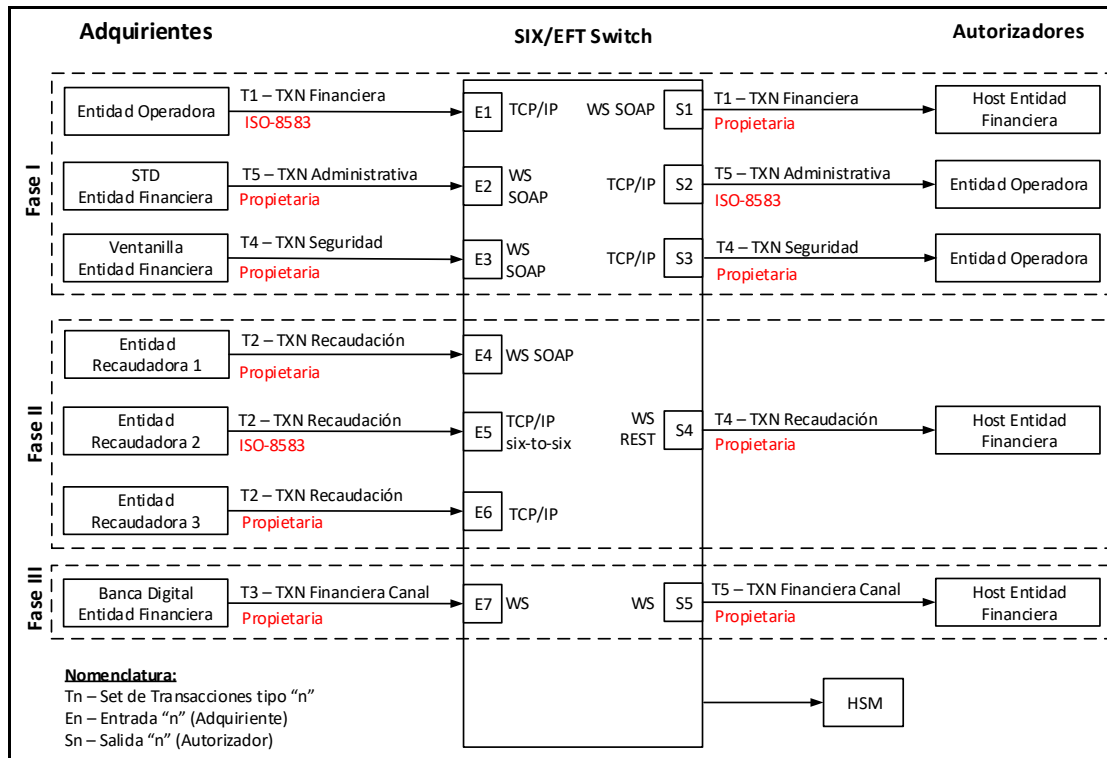 Adquirientes
SIX/EFT Switch
Autorizadores
Fase I
Entidad Operadora
T1 – TXN Financiera
ISO-8583
E1
TCP/IP
WS SOAP
S1
T1 – TXN Financiera
Propietaria
Host Entidad
Financiera
STD
Entidad Financiera
T5 – TXN Administrativa
Propietaria
E2
WS
SOAP
TCP/IP
S2
T5 – TXN Administrativa
ISO-8583
Entidad Operadora
Ventanilla
Entidad Financiera
T4 – TXN Seguridad
Propietaria
E3
WS
SOAP
TCP/IP
S3
T4 – TXN Seguridad
Propietaria
Entidad Operadora
Fase II
Entidad
Recaudadora 1
T2 – TXN Recaudación
Propietaria
E4
WS SOAP
Entidad
Recaudadora 2
T2 – TXN Recaudación
ISO-8583
E5
TCP/IP
six-to-six
WS
REST
S4
T4 – TXN Recaudación
Propietaria
Host Entidad
Financiera
Entidad
Recaudadora 3
T2 – TXN Recaudación
Propietaria
E6
TCP/IP
Fase III
Banca Digital
Entidad Financiera
T3 – TXN Financiera Canal
Propietaria
E7
WS
WS
S5
T5 – TXN Financiera Canal
Propietaria
Host Entidad
Financiera
Nomenclatura:
Tn – Set de Transacciones tipo “n”
En – Entrada “n” (Adquiriente)
Sn – Salida “n” (Autorizador)
HSM